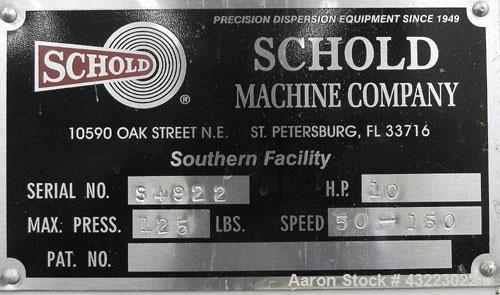 PRECISION DISPERSION EQUIPMENT SINCE 1949
SCHOLD
SCHOLD
MACHINE COMPANY
®
10590 OAK STREET N.E. ST. PETERSBURG, FL 33716
Southern Facility
SERIAL NO. S4922 H.P. 10
MAX. PRESS. 125 LBS. SPEED 50-150
PAT. NO.
Aaron Stock #